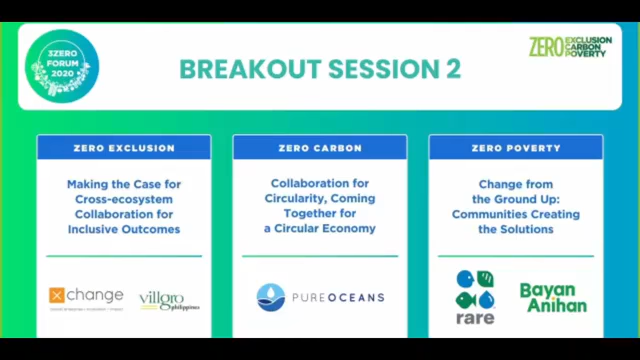 3ZERO
FORUM
2020
BREAKOUT SESSION 2
ZERO EXCLUSION
CARBON
POVERTY
ZERO EXCLUSION
Making the Case for
Cross-ecosystem
Collaboration for
Inclusive Outcomes
xchange
villgro
philippines
ZERO CARBON
Collaboration for
Circularity, Coming
Together for
a Circular Economy
PUREOCEANS
ZERO POVERTY
Change from
the Ground Up:
Communities Creating
the Solutions
rare
Bayan
Anihan